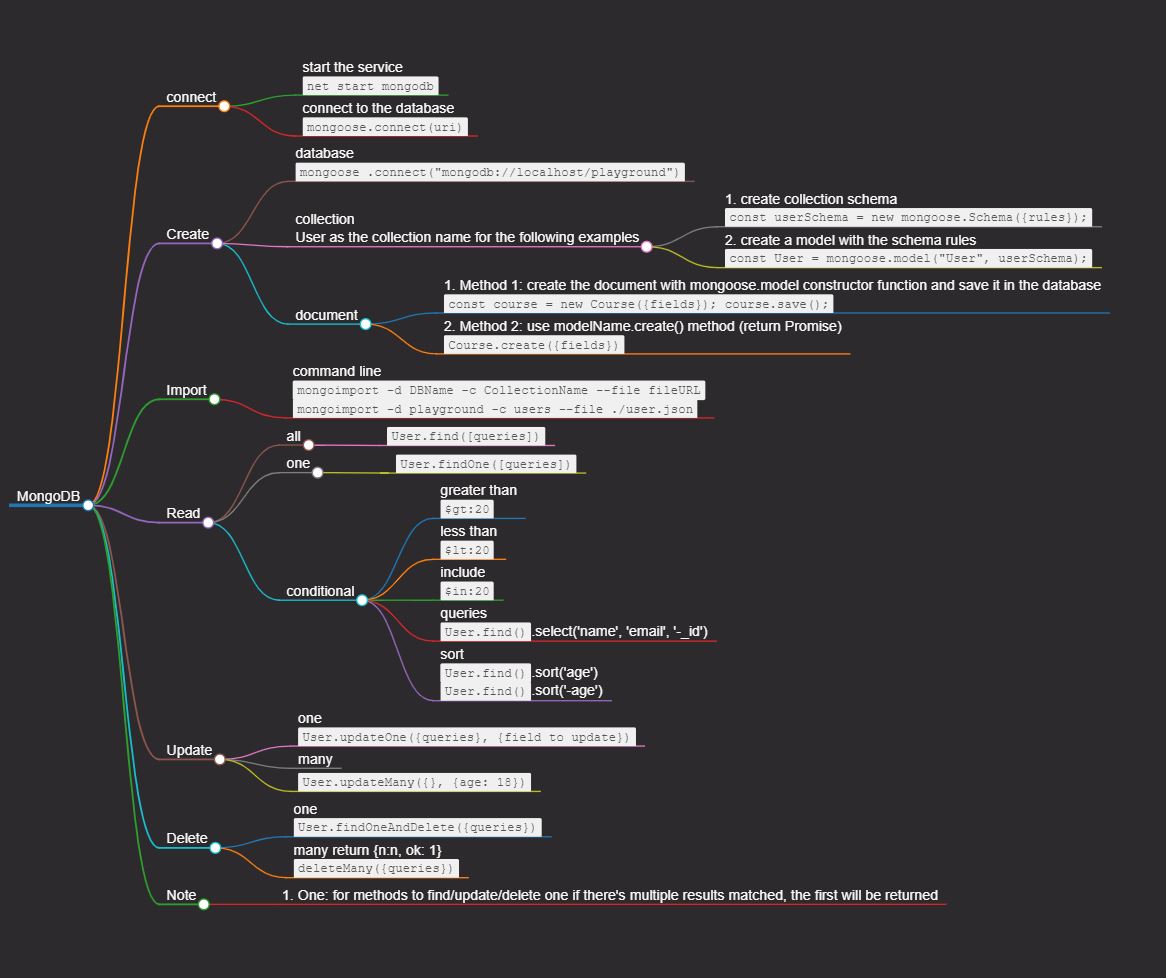 MongoDB
connect
start the service
net start mongodb
connect to the database
mongoose.connect(uri)
Create
database
mongoose .connect("mongodb://localhost/playground")
collection
User as the collection name for the following examples
1. create collection schema
const userSchema = new mongoose.Schema({rules});
2. create a model with the schema rules
const User = mongoose.model("User", userSchema);
document
1. Method 1: create the document with mongoose.model constructor function and save it in the database
const course = new Course({fields}); course.save();
2. Method 2: use modelName.create() method (return Promise)
Course.create({fields})
Import
command line
mongoimport -d DBName -c CollectionName --file fileURL
mongoimport -d playground -c users --file ./user.json
Read
all
User.find([queries])
one
User.findOne([queries])
conditional
greater than
$gt:20
less than
$lt:20
include
$in:20
queries
User.find() .select('name', 'email', '-_id')
sort
User.find() .sort('age')
User.find() .sort('-age')
Update
one
User.updateOne({queries}, {field to update})
many
User.updateMany({}, {age: 18})
Delete
one
User.findOneAndDelete({queries})
many return {n:n, ok: 1}
deleteMany({queries})
Note
1. One: for methods to find/update/delete one if there's multiple results matched, the first will be returned